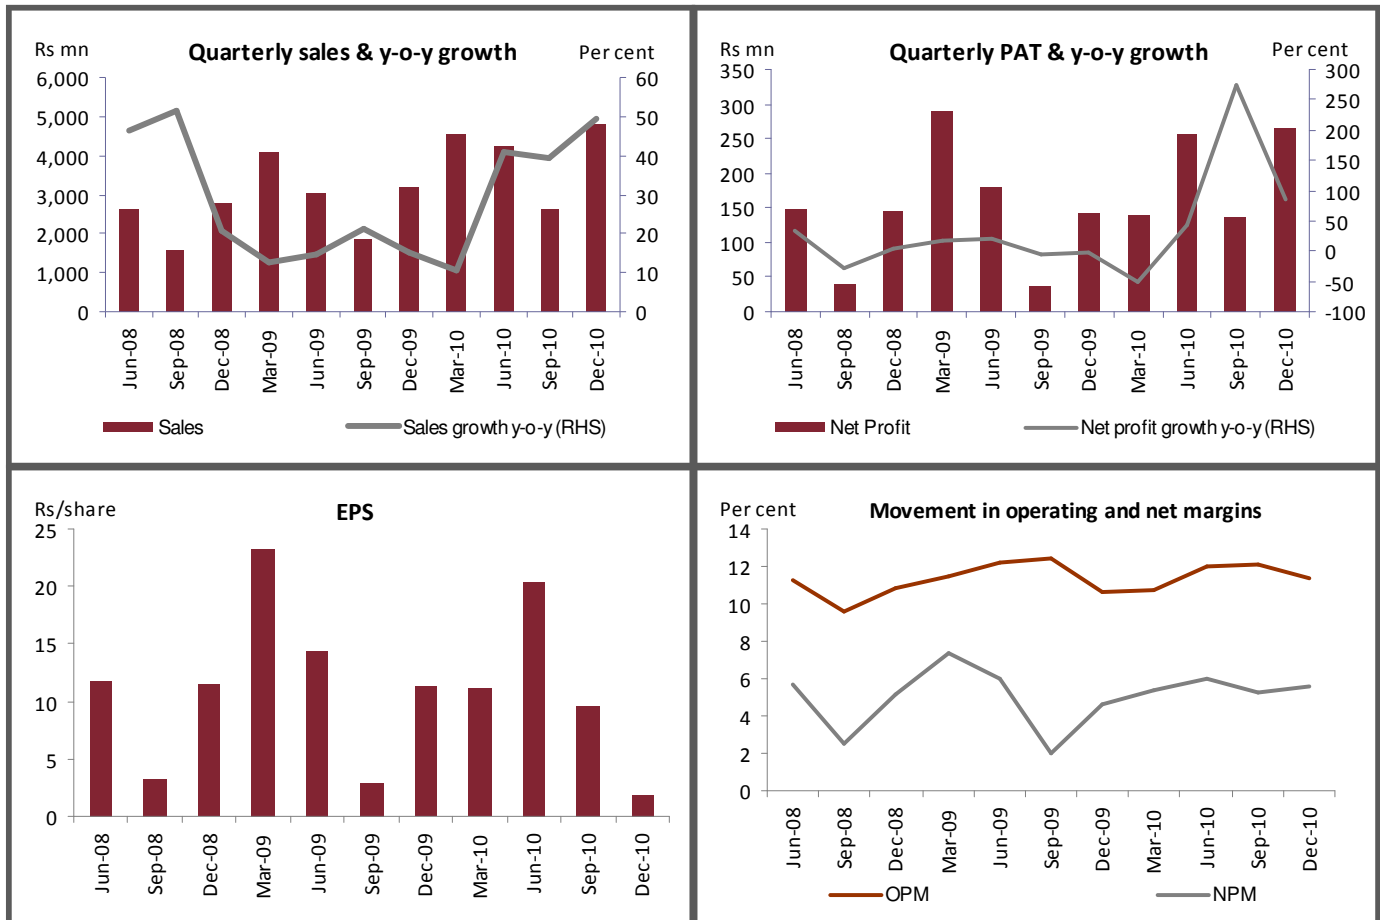 Rs mn Quarterly sales & y-o-y growth Per cent
6,000 60
5,000 50
4,000 40
3,000 30
2,000 20
1,000 10
0 0
Jun-08 Sep-08 Dec-08 Mar-09 Jun-09 Sep-09 Dec-09 Mar-10 Jun-10 Sep-10 Dec-10
Sales Sales growth y-o-y (RHS)
Rs mn Quarterly PAT & y-o-y growth Per cent
350 300
300 250
250 200
200 150
150 100
100 50
50 0
0 -50
-100
Jun-08 Sep-08 Dec-08 Mar-09 Jun-09 Sep-09 Dec-09 Mar-10 Jun-10 Sep-10 Dec-10
Net Profit Net profit growth y-o-y (RHS)
Rs/share EPS
25
20
15
10
5
0
Jun-08 Sep-08 Dec-08 Mar-09 Jun-09 Sep-09 Dec-09 Mar-10 Jun-10 Sep-10 Dec-10
Per cent Movement in operating and net margins
14
12
10
8
6
4
2
0
Jun-08 Sep-08 Dec-08 Mar-09 Jun-09 Sep-09 Dec-09 Mar-10 Jun-10 Sep-10 Dec-10
OPM NPM